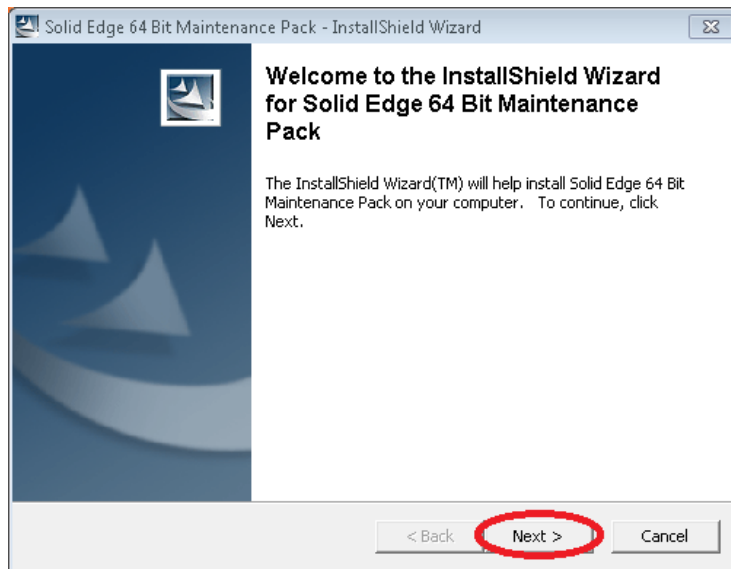 Solid Edge 64 Bit Maintenance Pack - InstallShield Wizard
Welcome to the InstallShield Wizard
for Solid Edge 64 Bit Maintenance
Pack
The InstallShield Wizard(TM) will help install Solid Edge 64 Bit
Maintenance Pack on your computer. To continue, click
Next.
< Back
Next >
Cancel